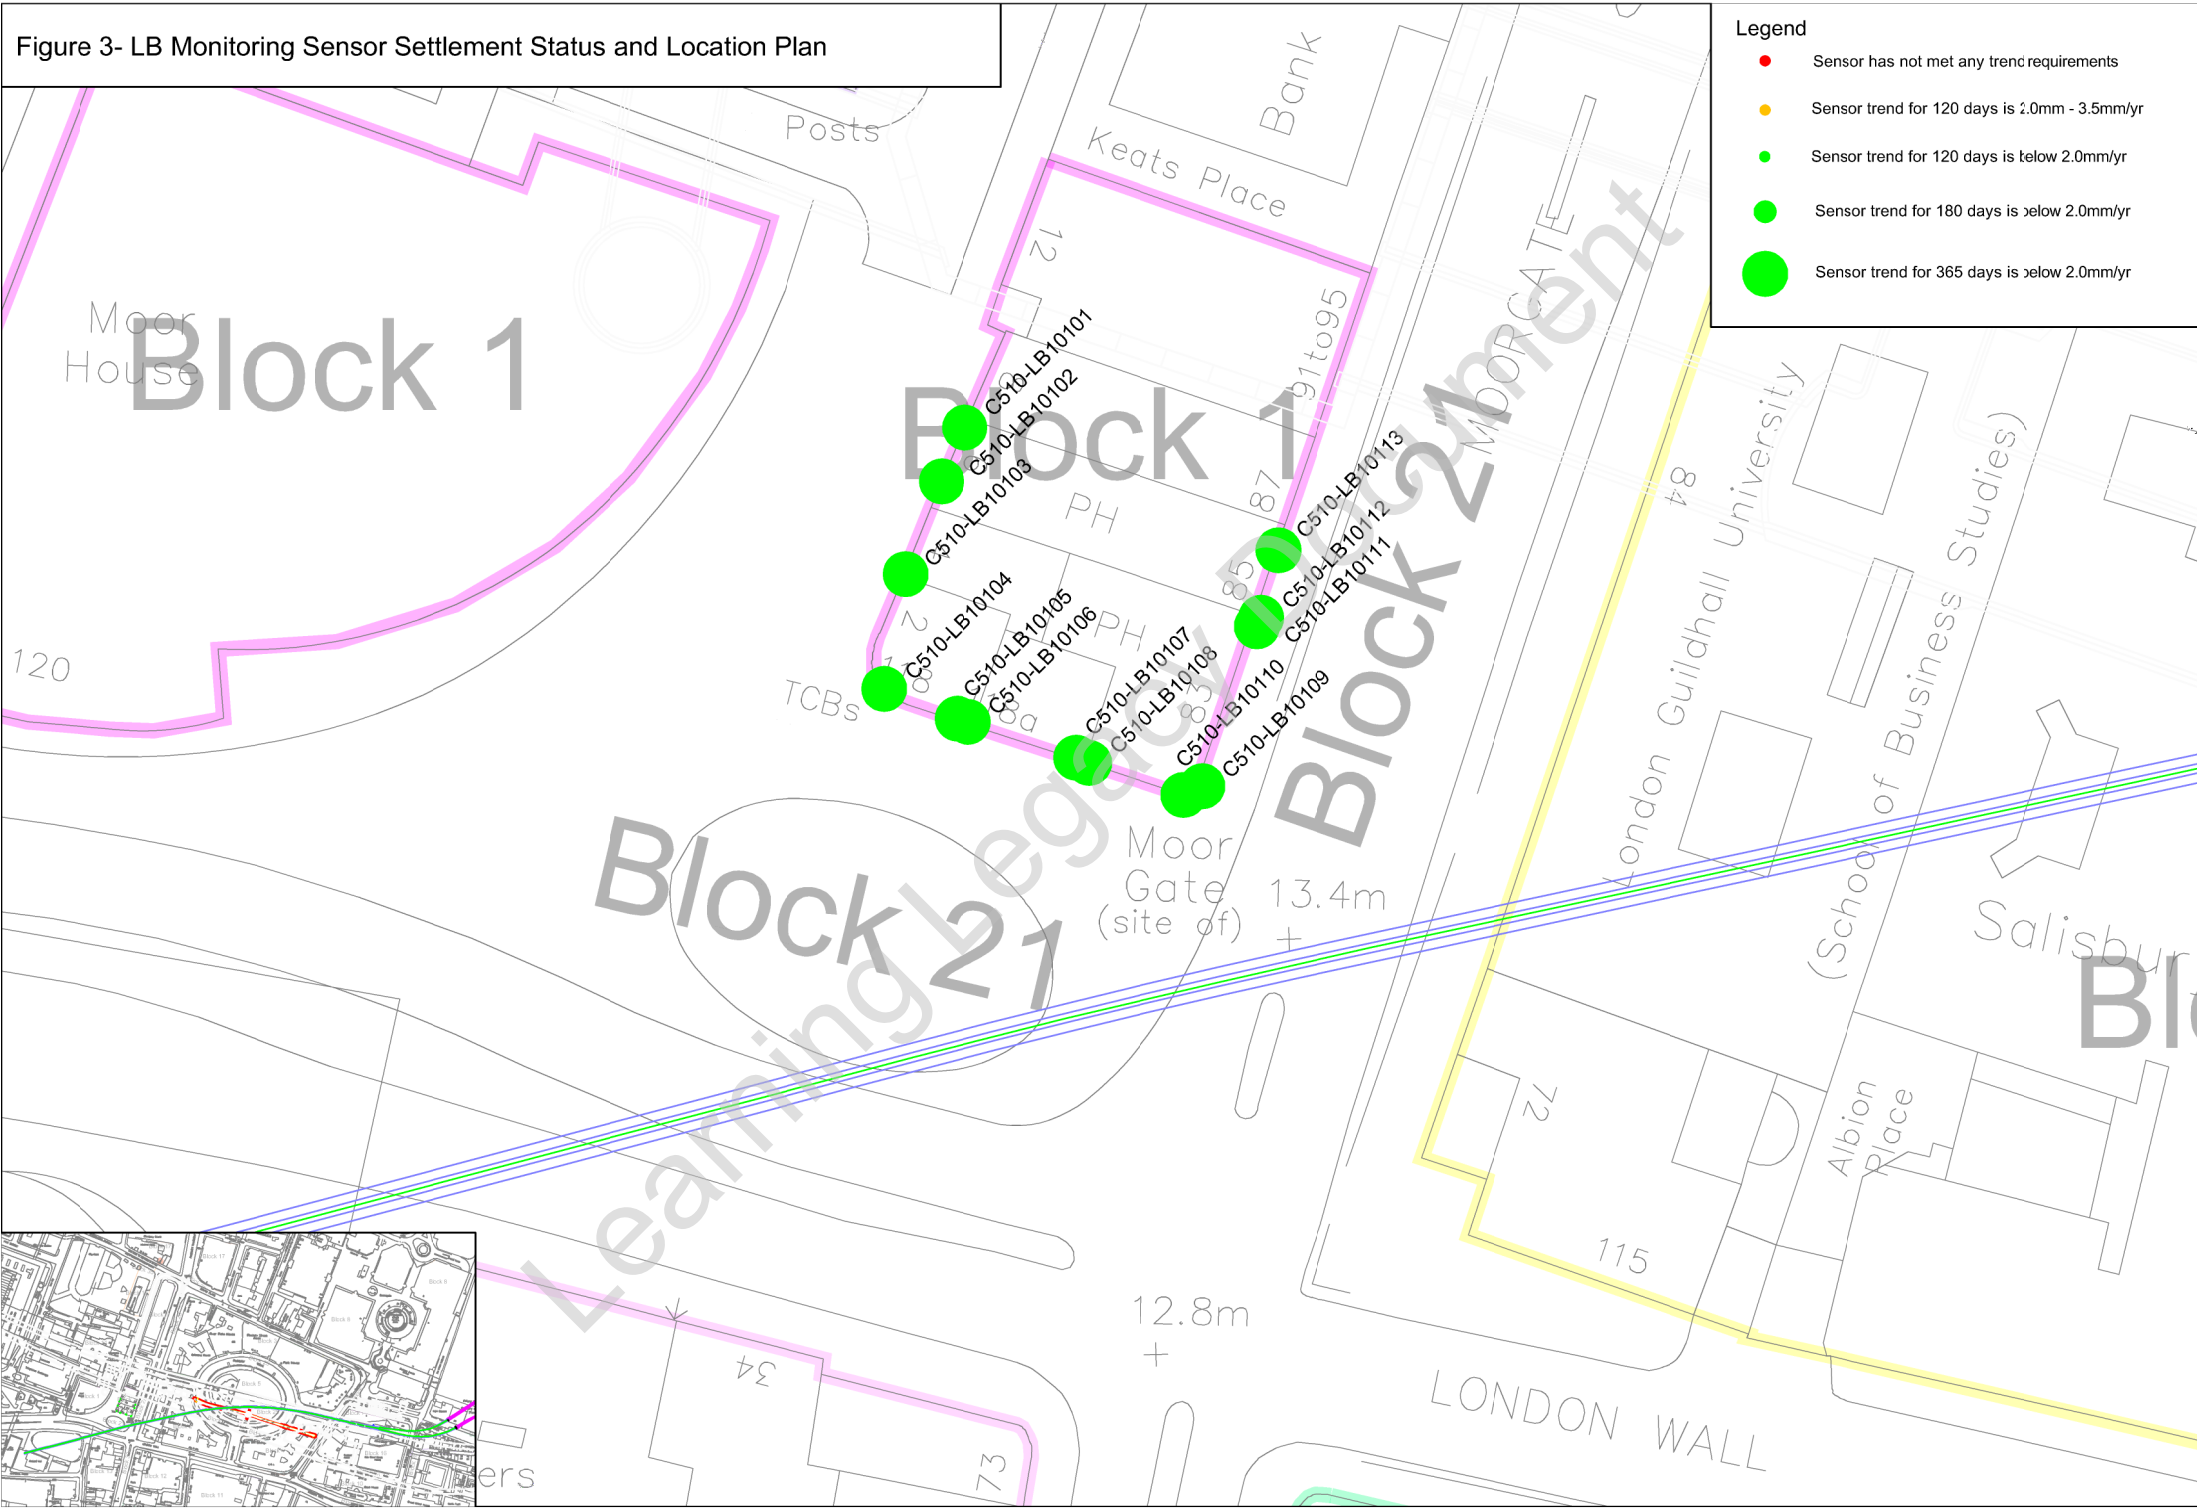 Figure 3- LB Monitoring Sensor Settlement Status and Location Plan
Legend
Sensor has not met any trend requirements
Sensor trend for 120 days is 2.0mm - 3.5mm/yr
Sensor trend for 120 days is below 2.0mm/yr
Sensor trend for 180 days is below 2.0mm/yr
Sensor trend for 365 days is below 2.0mm/yr
Posts
Bank
Keats Place
12
91to95
MOORGATE
Moor
House
Block 1
Block 1
Block 21
C510-LB10101
C510-LB10102
C510-LB10103
C510-LB10104
C510-LB10105
C510-LB10106
C510-LB10107
C510-LB10108
C510-LB10110
C510-LB10109
C510-LB10113
C510-LB10112
C510-LB10111
PH
PH
87
85
83
2
18a
TCBs
120
84
London Guildhall University
(School of Business Studies)
Block 21
Moor
Gate
(site of)
13.4m
Salisbur
Blo
72
Albion
Place
115
12.8m
34
73
LONDON WALL
ers
Learning Legacy Document